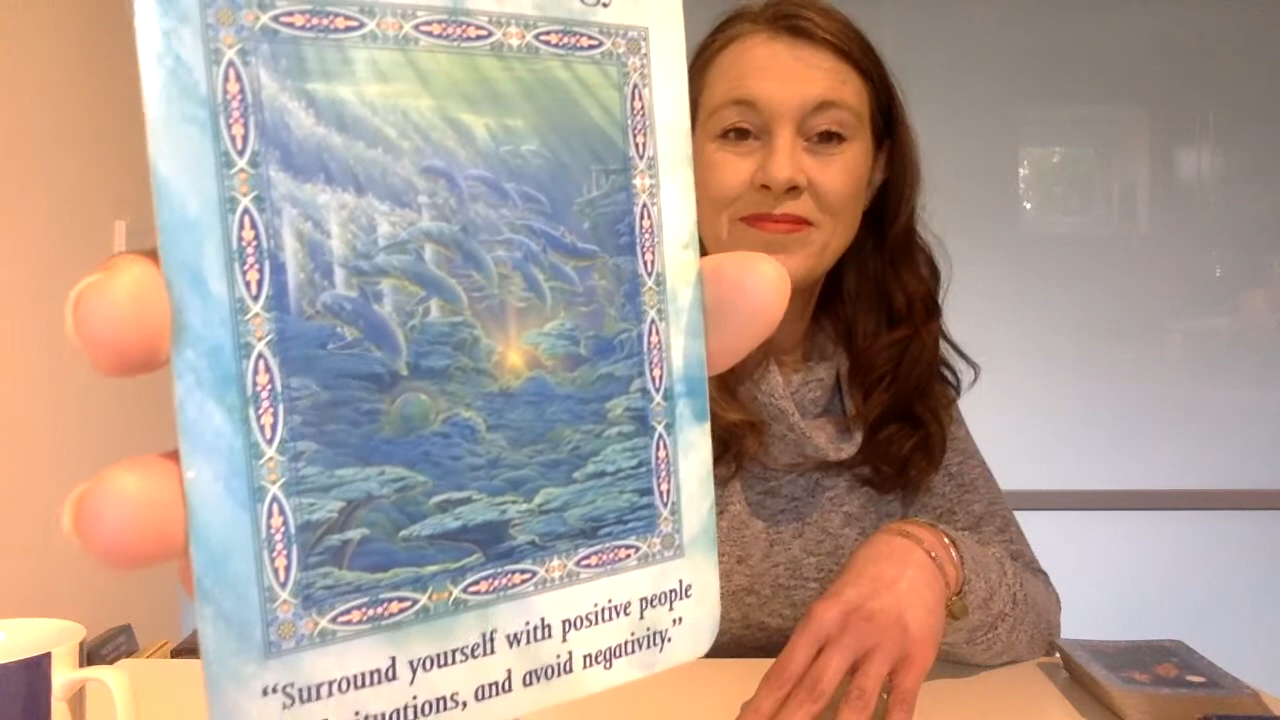 “Surround yourself with positive people
situations, and avoid negativity.”